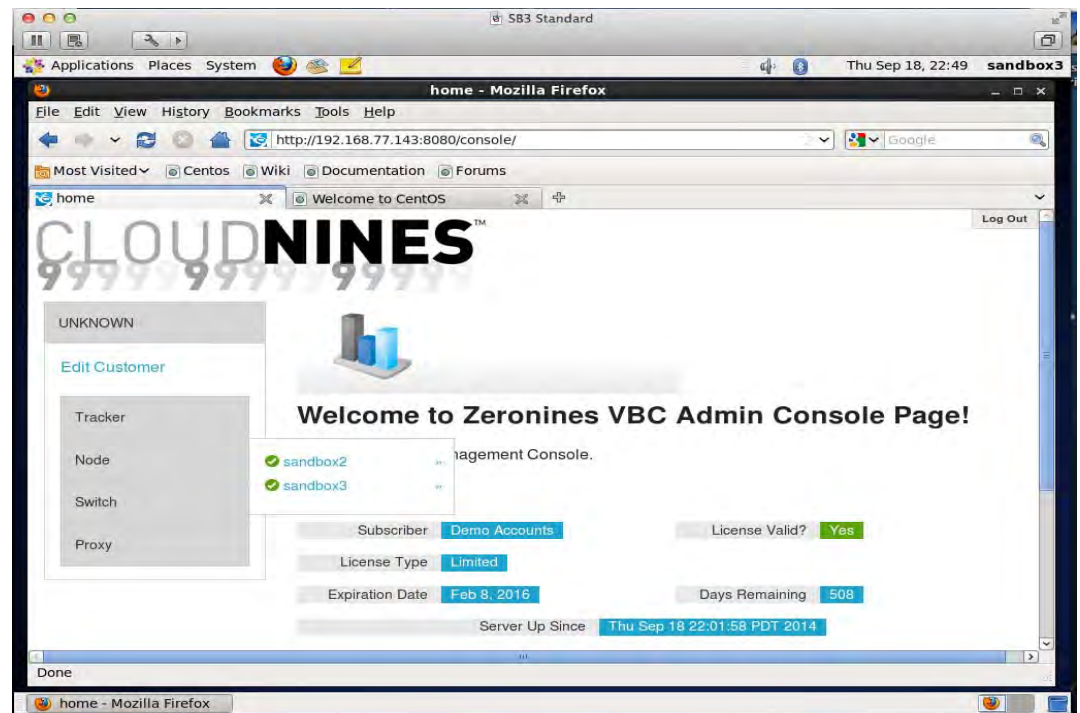 SB3 Standard
Applications Places System Thu Sep 18, 22:49 sandbox3
home - Mozilla Firefox
File Edit View History Bookmarks Tools Help
http://192.168.77.143:8080/console/ Google
Most Visited Centos Wiki Documentation Forums
home Welcome to CentOS
Log Out
CLOUDNINES™
99999 99999 9999
UNKNOWN
Edit Customer
Tracker
Node
Switch
Proxy
sandbox2
sandbox3
Welcome to Zeronines VBC Admin Console Page!
nagement Console.
Subscriber Demo Accounts License Valid? Yes
License Type Limited
Expiration Date Feb 8, 2016 Days Remaining 508
Server Up Since Thu Sep 18 22:01:58 PDT 2014
Done
home - Mozilla Firefox